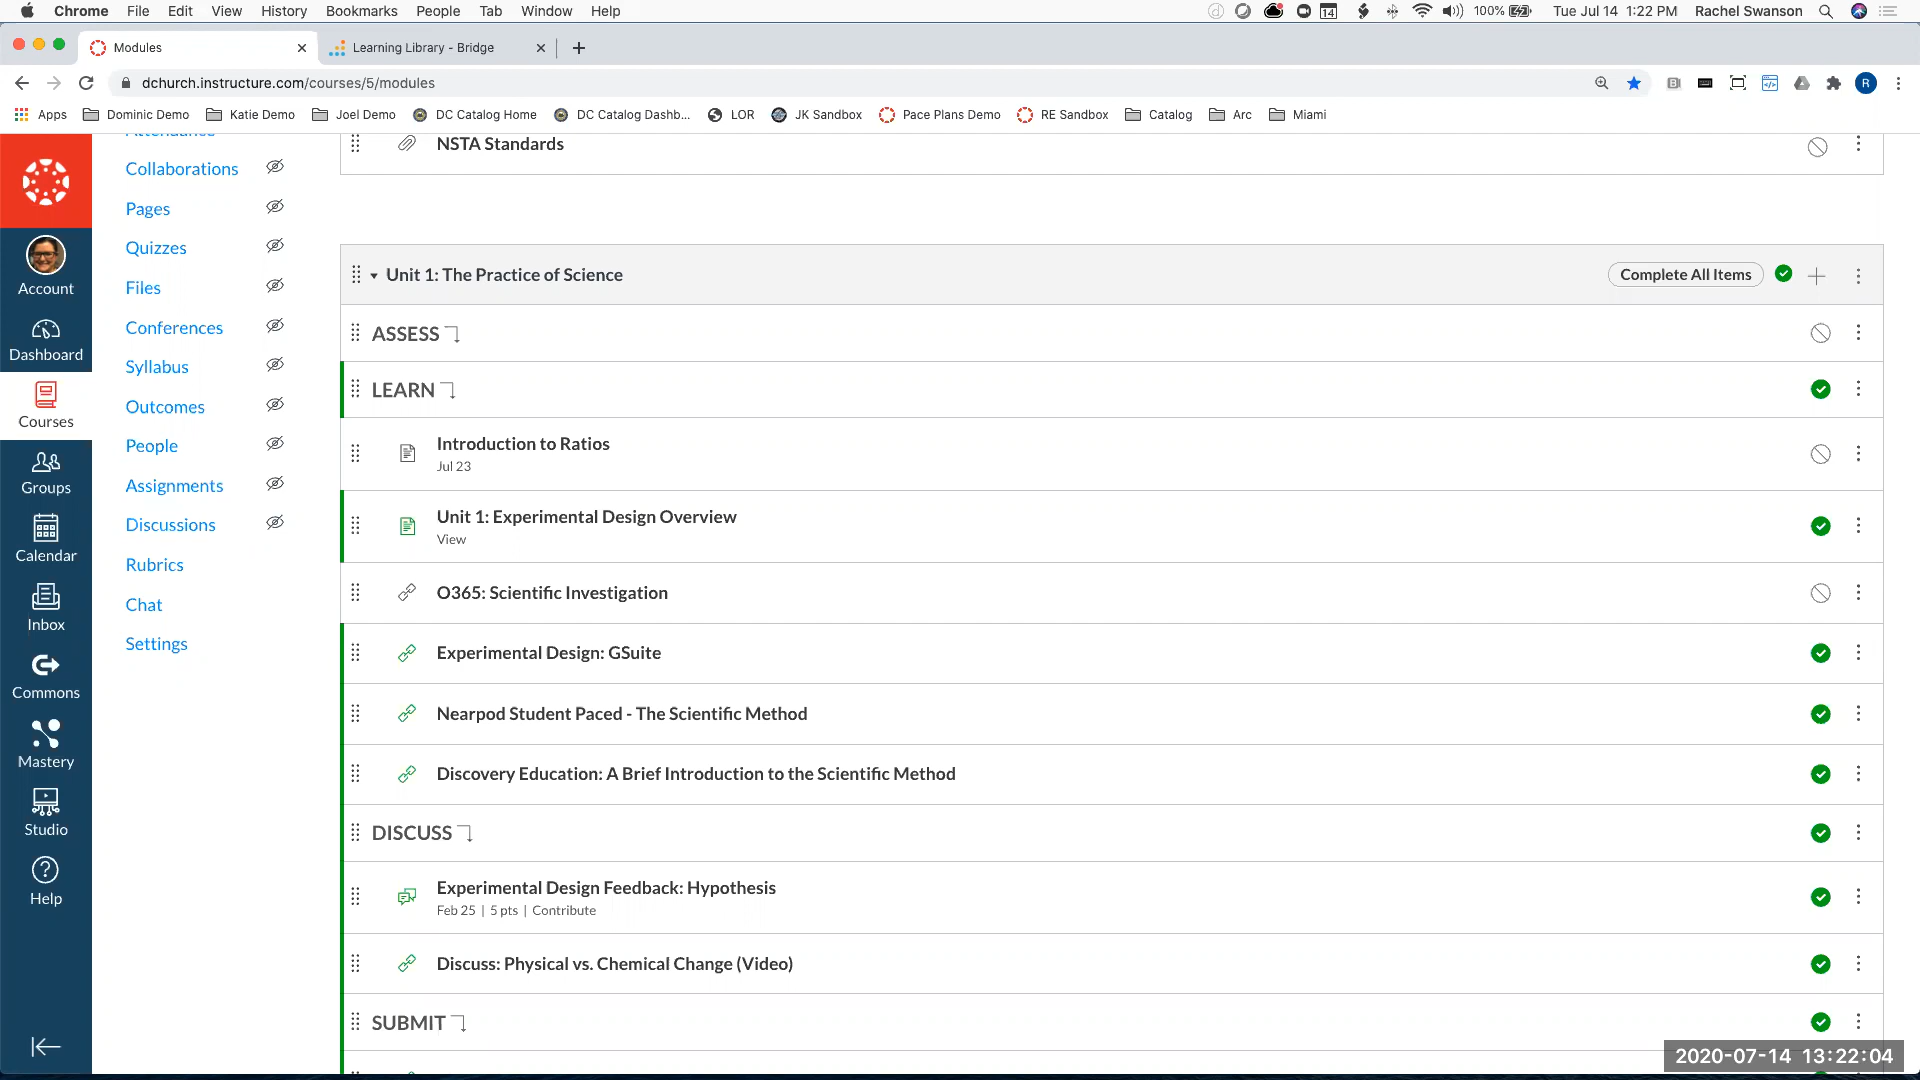 Chrome File Edit View History Bookmarks People Tab Window Help 14 100% Tue Jul 14 1:22 PM Rachel Swanson
Modules Learning Library - Bridge
dchurch.instructure.com/courses/5/modules R
Apps Dominic Demo Katie Demo Joel Demo DC Catalog Home DC Catalog Dashb... LOR JK Sandbox Pace Plans Demo RE Sandbox Catalog Arc Miami
Account
Dashboard
Courses
Groups
Calendar
Inbox
Commons
Mastery
Studio
Help
Attendance
Collaborations
Pages
Quizzes
Files
Conferences
Syllabus
Outcomes
People
Assignments
Discussions
Rubrics
Chat
Settings
NSTA Standards
Unit 1: The Practice of Science Complete All Items
ASSESS
LEARN
Introduction to Ratios
Jul 23
Unit 1: Experimental Design Overview
View
O365: Scientific Investigation
Experimental Design: GSuite
Nearpod Student Paced - The Scientific Method
Discovery Education: A Brief Introduction to the Scientific Method
DISCUSS
Experimental Design Feedback: Hypothesis
Feb 25 | 5 pts | Contribute
Discuss: Physical vs. Chemical Change (Video)
SUBMIT
2020-07-14 13:22:04